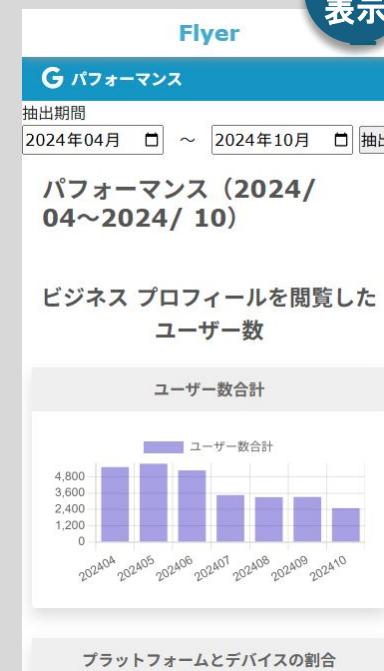 表示
Flyer
G パフォーマンス
抽出期間
2024年04月 ～ 2024年10月 抽出
パフォーマンス（2024/
04～2024/ 10）
ビジネス プロフィールを閲覧した
ユーザー数
ユーザー数合計
ユーザー数合計
4,800
3,600
2,400
1,200
0
202404 202405 202406 202407 202408 202409 202410
プラットフォームとデバイスの割合